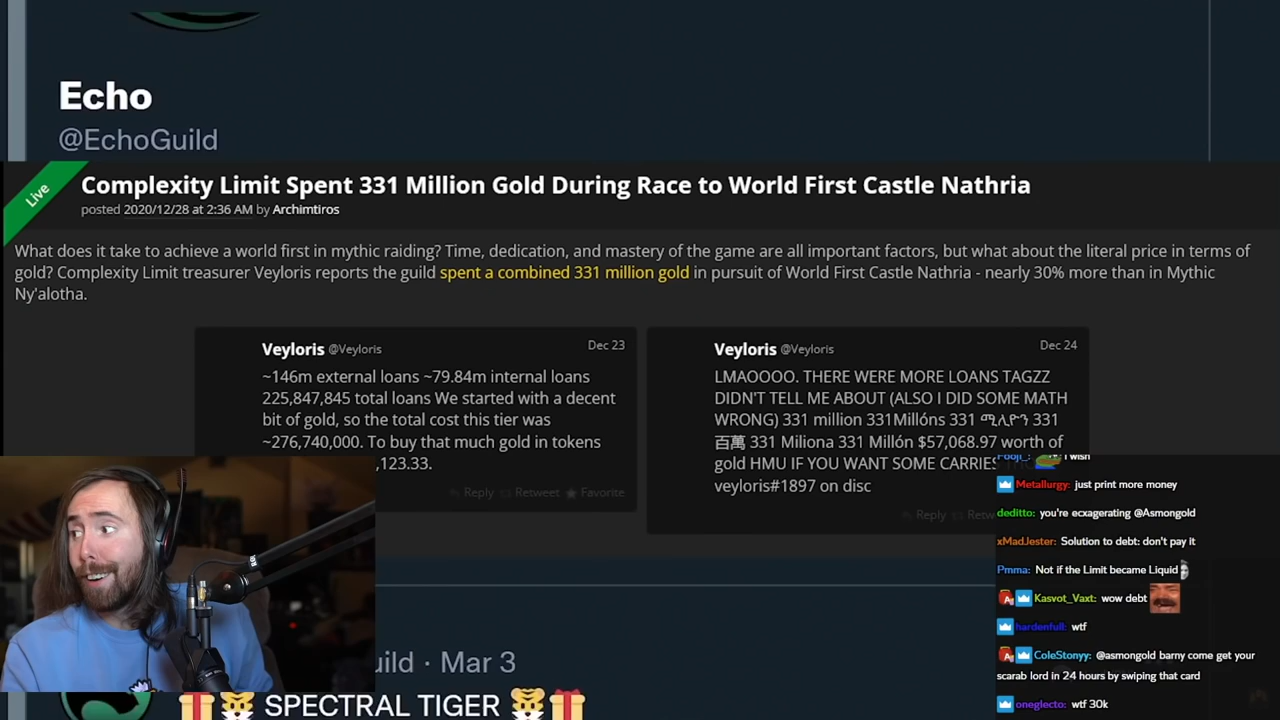 Echo
@EchoGuild
Live
Complexity Limit Spent 331 Million Gold During Race to World First Castle Nathria
posted 2020/12/28 at 2:36 AM by Archimtiros
What does it take to achieve a world first in mythic raiding? Time, dedication, and mastery of the game are all important factors, but what about the literal price in terms of
gold? Complexity Limit treasurer Veyloris reports the guild spent a combined 331 million gold in pursuit of World First Castle Nathria - nearly 30% more than in Mythic
Ny'alotha.
Veyloris @Veyloris Dec 23
~146m external loans ~79.84m internal loans
225,847,845 total loans We started with a decent
bit of gold, so the total cost this tier was
~276,740,000. To buy that much gold in tokens
,123.33.
Reply Retweet Favorite
Veyloris @Veyloris Dec 24
LMAOOOO. THERE WERE MORE LOANS TAGZZ
DIDN'T TELL ME ABOUT (ALSO I DID SOME MATH
WRONG) 331 million 331Millóns 331 ሚሊዮን 331
百萬 331 Miliona 331 Millón $57,068.97 worth of
gold HMU IF YOU WANT SOME CARRIES
veyloris#1897 on disc
Reply Retw
i wish
Metallurgy: just print more money
deditto: you're ecxagerating @Asmongold
xMadJester: Solution to debt: don't pay it
Pmma: Not if the Limit became Liquid
Kasvot_Vaxt: wow debt
hardenfull: wtf
ColeStonyy: @asmongold barny come get your
scarab lord in 24 hours by swiping that card
oneglecto: wtf 30k
uild · Mar 3
SPECTRAL TIGER